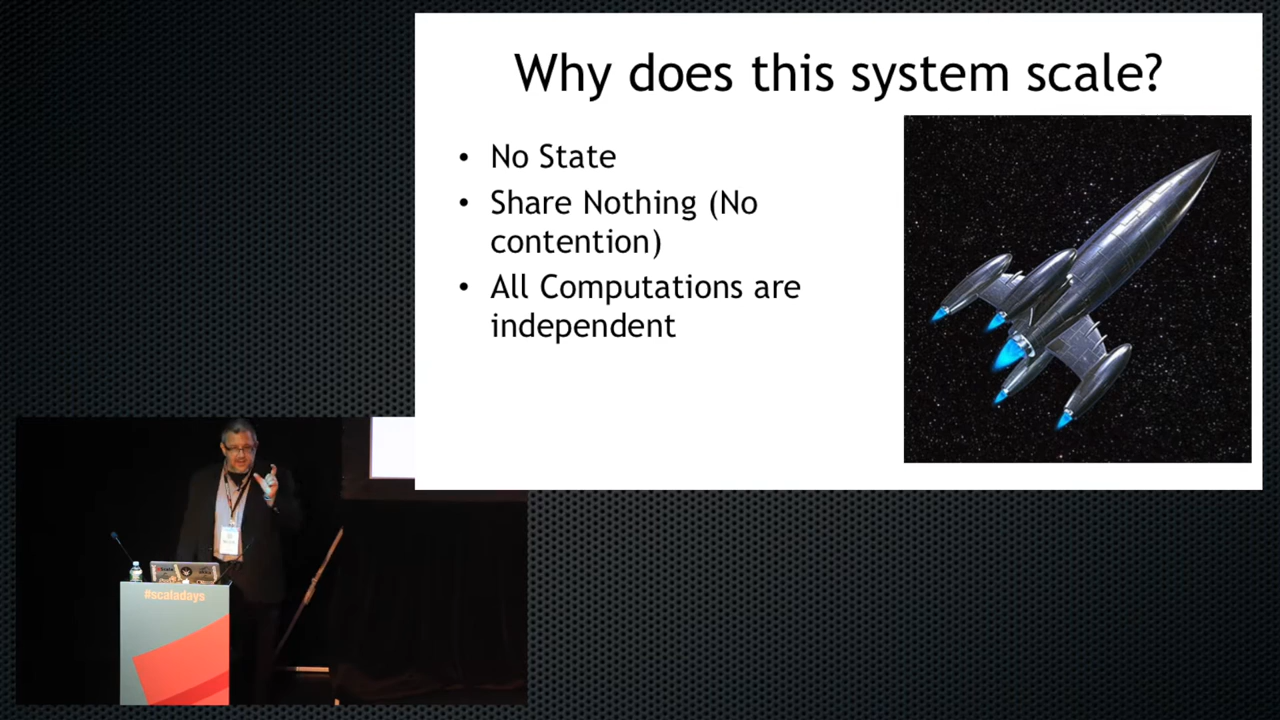 Why does this system scale?
• No State
• Share Nothing (No
contention)
• All Computations are
independent
#scaladays